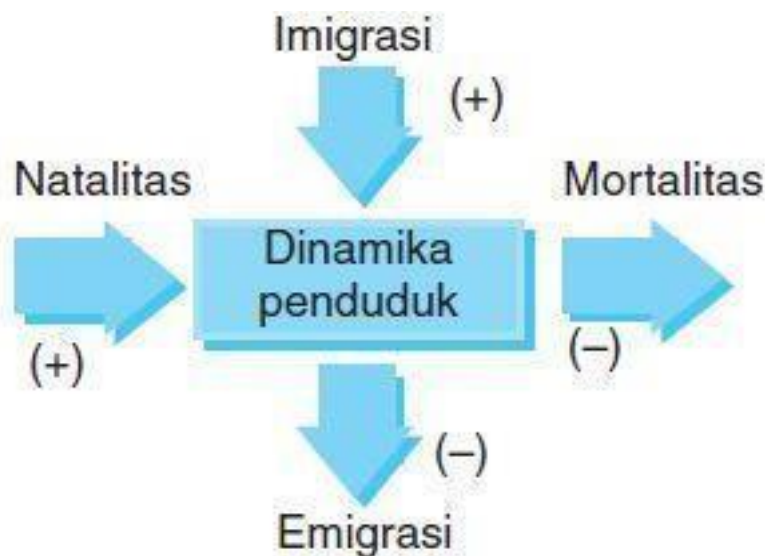 Imigrasi
(+)
Natalitas
Mortalitas
Dinamika
penduduk
(+)
(–)
(–)
Emigrasi